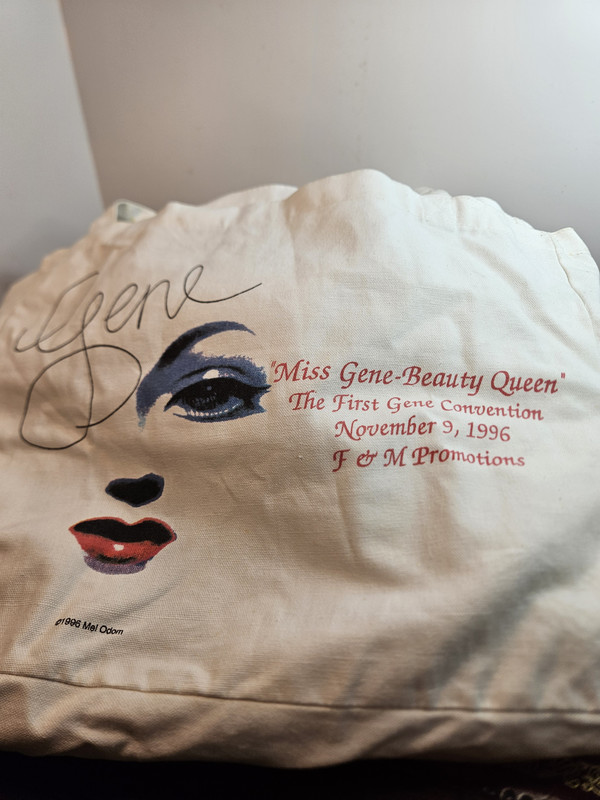 Gene
"Miss Gene-Beauty Queen"
The First Gene Convention
November 9, 1996
F & M Promotions
©1996 Mel Odom